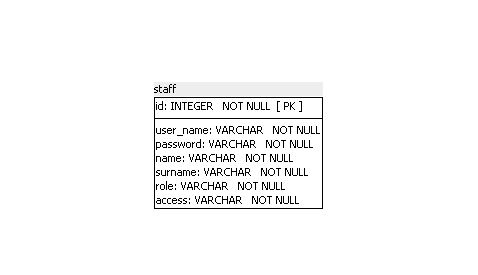 staff
id: INTEGER NOT NULL [ PK ]
user_name: VARCHAR NOT NULL
password: VARCHAR NOT NULL
name: VARCHAR NOT NULL
surname: VARCHAR NOT NULL
role: VARCHAR NOT NULL
access: VARCHAR NOT NULL